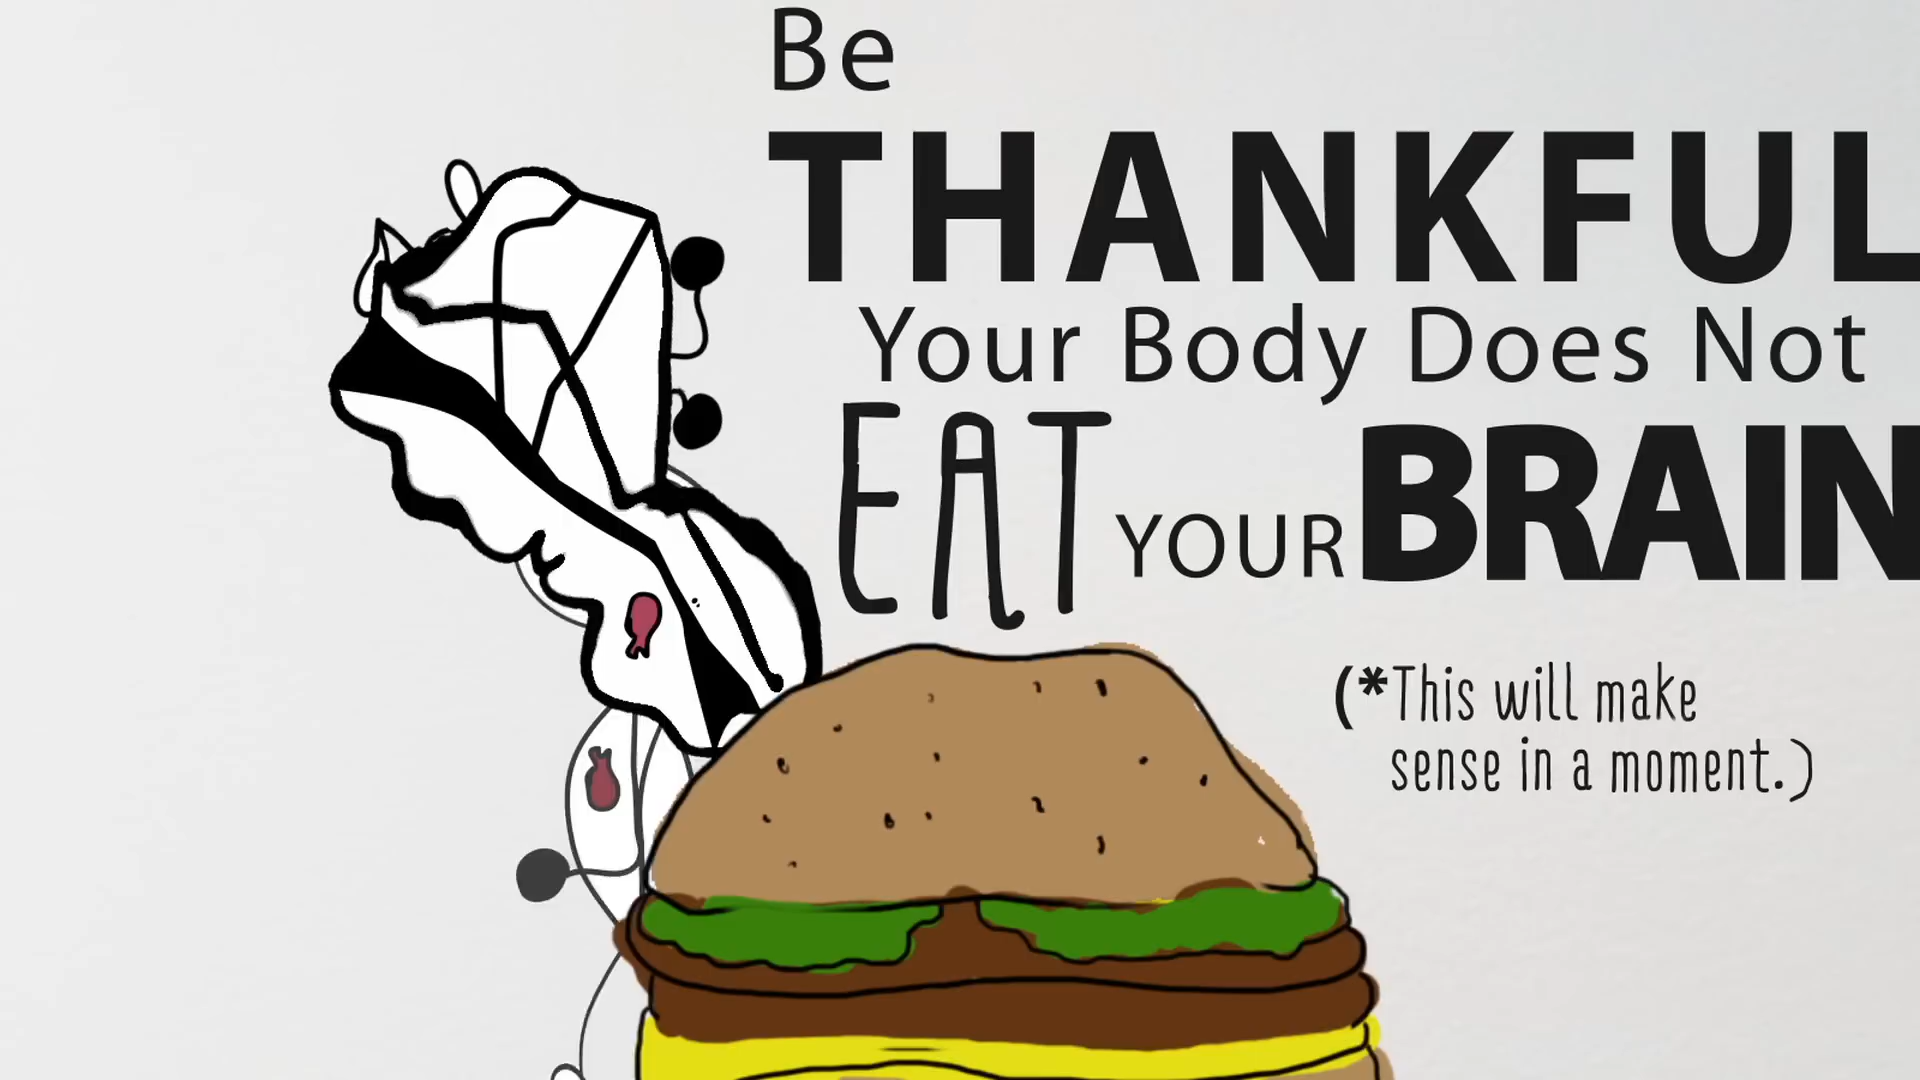 Be
THANKFUL
Your Body Does Not
EAT YOUR BRAIN
(*This will make
sense in a moment.)